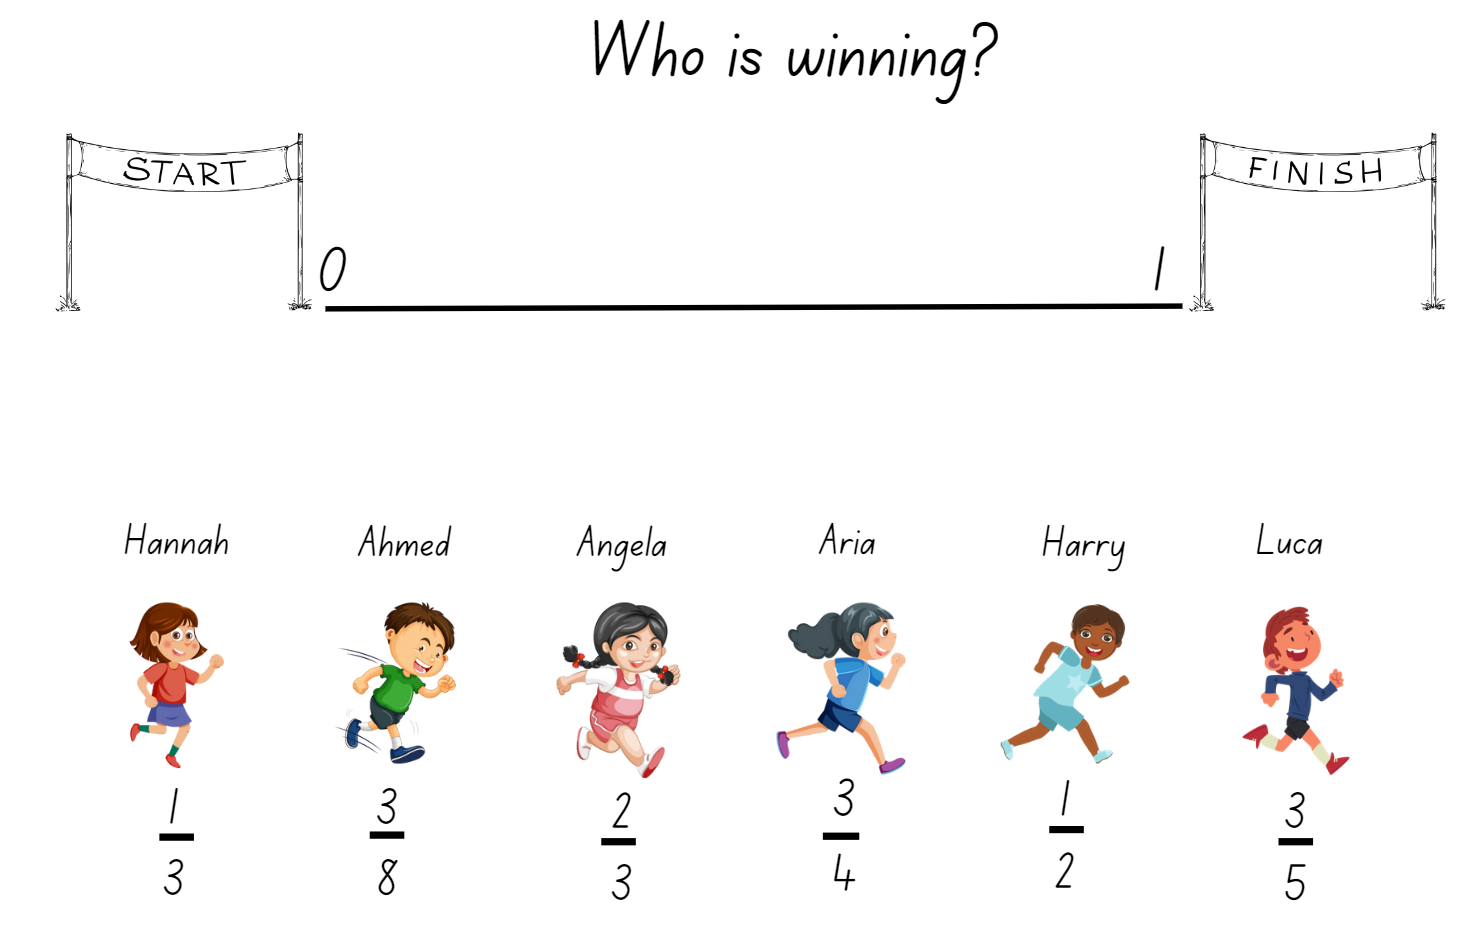 Who is winning?
START FINISH
0 1
Hannah Ahmed Angela Aria Harry Luca
1 3 2 3 1 3
3 8 3 4 2 5